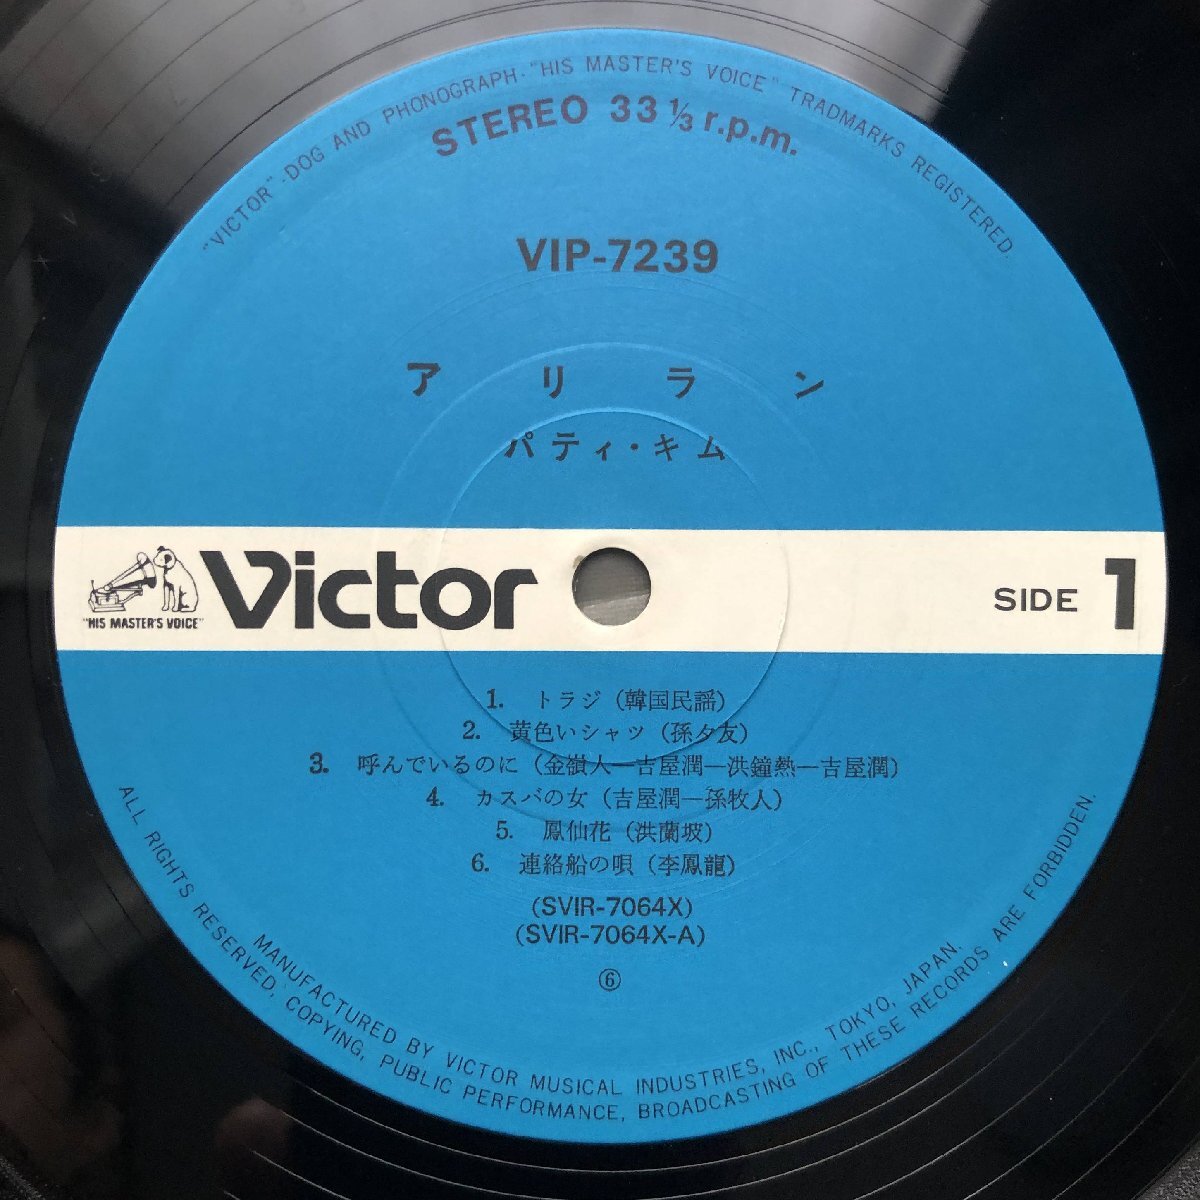 "VICTOR"-DOG AND PHONOGRAPH-"HIS MASTER'S VOICE" TRADMARKS REGISTERED.
STEREO 33 1/3 r.p.m.
VIP-7239
アリラン
パティ・キム
"HIS MASTER'S VOICE"
Victor
SIDE 1
1. トラジ(韓国民謡)
2. 黄色いシャツ(孫夕友)
3. 呼んでいるのに(金嶺人―吉屋潤―洪鐘熱―吉屋潤)
4. カスバの女(吉屋潤―孫牧人)
5. 鳳仙花(洪蘭坡)
6. 連絡船の唄(李鳳龍)
(SVIR-7064X)
(SVIR-7064X-A)
⑥
MANUFACTURED BY VICTOR MUSICAL INDUSTRIES, INC., TOKYO, JAPAN.
ALL RIGHTS RESERVED, COPYING, PUBLIC PERFORMANCE, BROADCASTING OF THESE RECORDS ARE FORBIDDEN.